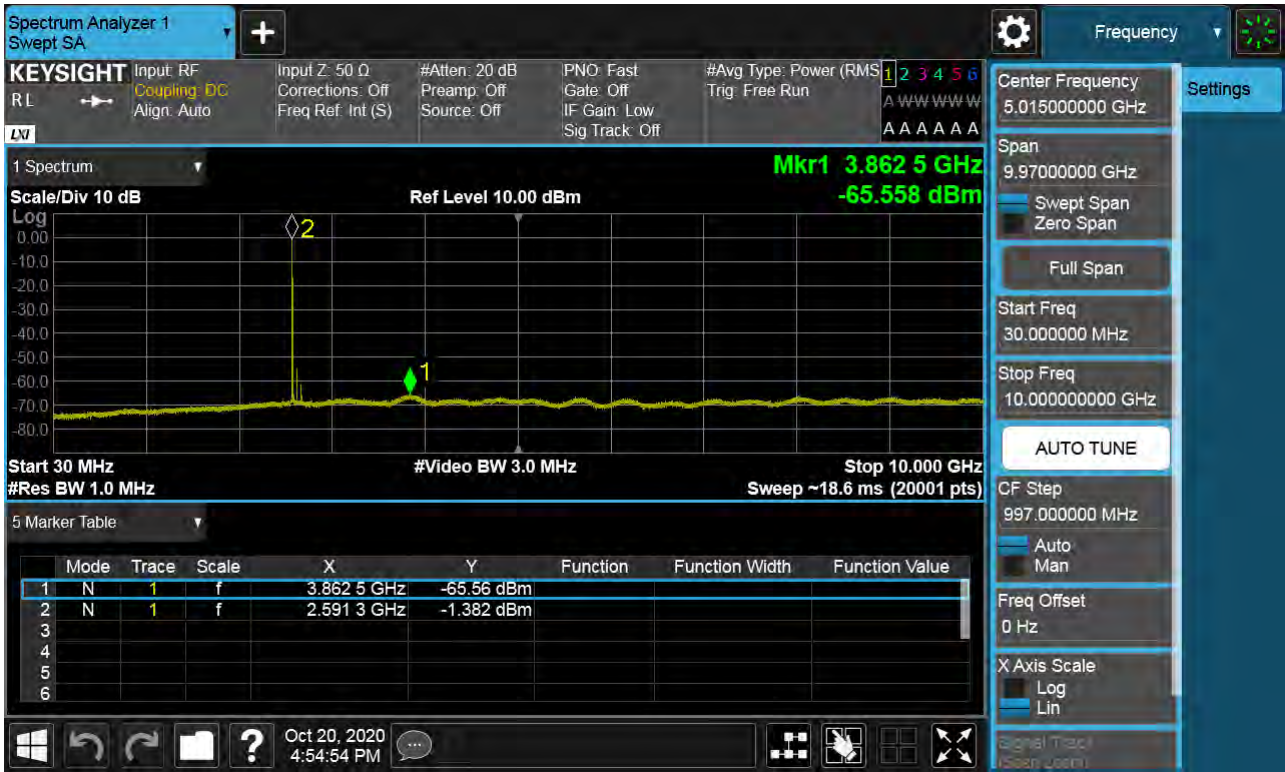 Spectrum Analyzer 1
Swept SA
+
Frequency
KEYSIGHT
Input: RF
Input Z: 50 Ω
#Atten: 20 dB
PNO: Fast
#Avg Type: Power (RMS
1 2 3 4 5 6
R L
Coupling: DC
Corrections: Off
Preamp: Off
Gate: Off
Trig: Free Run
A W W W W W
Align: Auto
Freq Ref: Int (S)
Source: Off
IF Gain: Low
LXI
Sig Track: Off
A A A A A A
1 Spectrum
Mkr1 3.862 5 GHz
Scale/Div 10 dB
Ref Level 10.00 dBm
-65.558 dBm
Log
2
0.00
-10.0
-20.0
-30.0
-40.0
-50.0
1
-60.0
-70.0
-80.0
Start 30 MHz
#Video BW 3.0 MHz
Stop 10.000 GHz
#Res BW 1.0 MHz
Sweep ~18.6 ms (20001 pts)
5 Marker Table
Mode Trace Scale X Y Function Function Width Function Value
1 N 1 f 3.862 5 GHz -65.56 dBm
2 N 1 f 2.591 3 GHz -1.382 dBm
3
4
5
6
Oct 20, 2020
4:54:54 PM
?
Center Frequency
5.015000000 GHz
Settings
Span
9.97000000 GHz
Swept Span
Zero Span
Full Span
Start Freq
30.000000 MHz
Stop Freq
10.000000000 GHz
AUTO TUNE
CF Step
997.000000 MHz
Auto
Man
Freq Offset
0 Hz
X Axis Scale
Log
Lin
Signal Track
(Span Zoom)